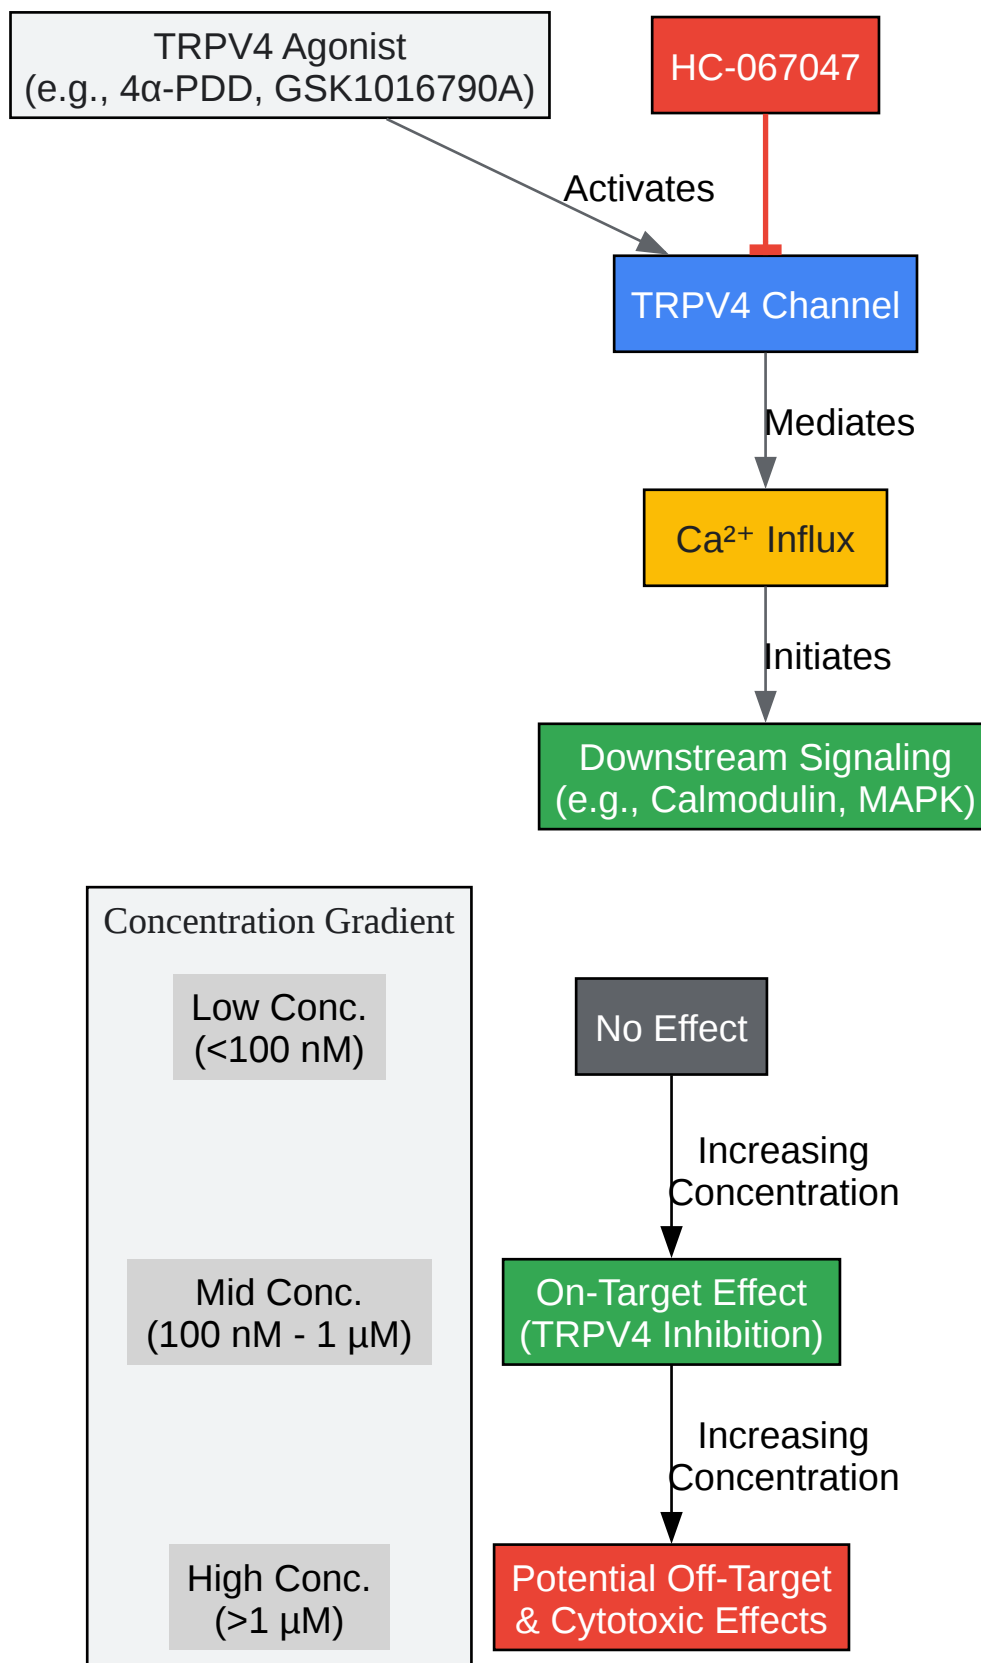 TRPV4 Agonist
(e.g., 4α-PDD, GSK1016790A)
HC-067047
Activates
TRPV4 Channel
Mediates
Ca²⁺ Influx
Initiates
Downstream Signaling
(e.g., Calmodulin, MAPK)
Concentration Gradient
Low Conc.
(<100 nM)
No Effect
Increasing
Concentration
Mid Conc.
(100 nM - 1 µM)
On-Target Effect
(TRPV4 Inhibition)
Increasing
Concentration
High Conc.
(>1 µM)
Potential Off-Target
& Cytotoxic Effects